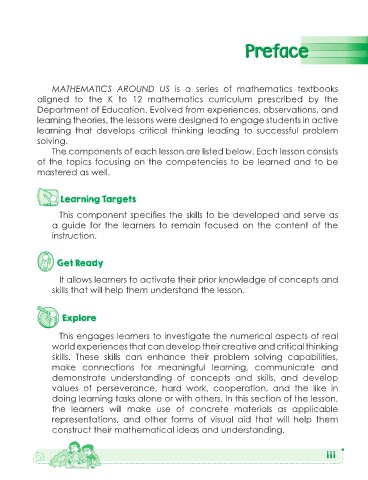 Preface
MATHEMATICS AROUND US is a series of mathematics textbooks
aligned to the K to 12 mathematics curriculum prescribed by the
Department of Education. Evolved from experiences, observations, and
learning theories, the lessons were designed to engage students in active
learning that develops critical thinking leading to successful problem
solving.
The components of each lesson are listed below. Each lesson consists
of the topics focusing on the competencies to be learned and to be
mastered as well.
Learning Targets
This component specifies the skills to be developed and serve as
a guide for the learners to remain focused on the content of the
instruction.
Get Ready
It allows learners to activate their prior knowledge of concepts and
skills that will help them understand the lesson.
Explore
This engages learners to investigate the numerical aspects of real
world experiences that can develop their creative and critical thinking
skills. These skills can enhance their problem solving capabilities,
make connections for meaningful learning, communicate and
demonstrate understanding of concepts and skills, and develop
values of perseverance, hard work, cooperation, and the like in
doing learning tasks alone or with others. In this section of the lesson,
the learners will make use of concrete materials as applicable
representations, and other forms of visual aid that will help them
construct their mathematical ideas and understanding.
iii